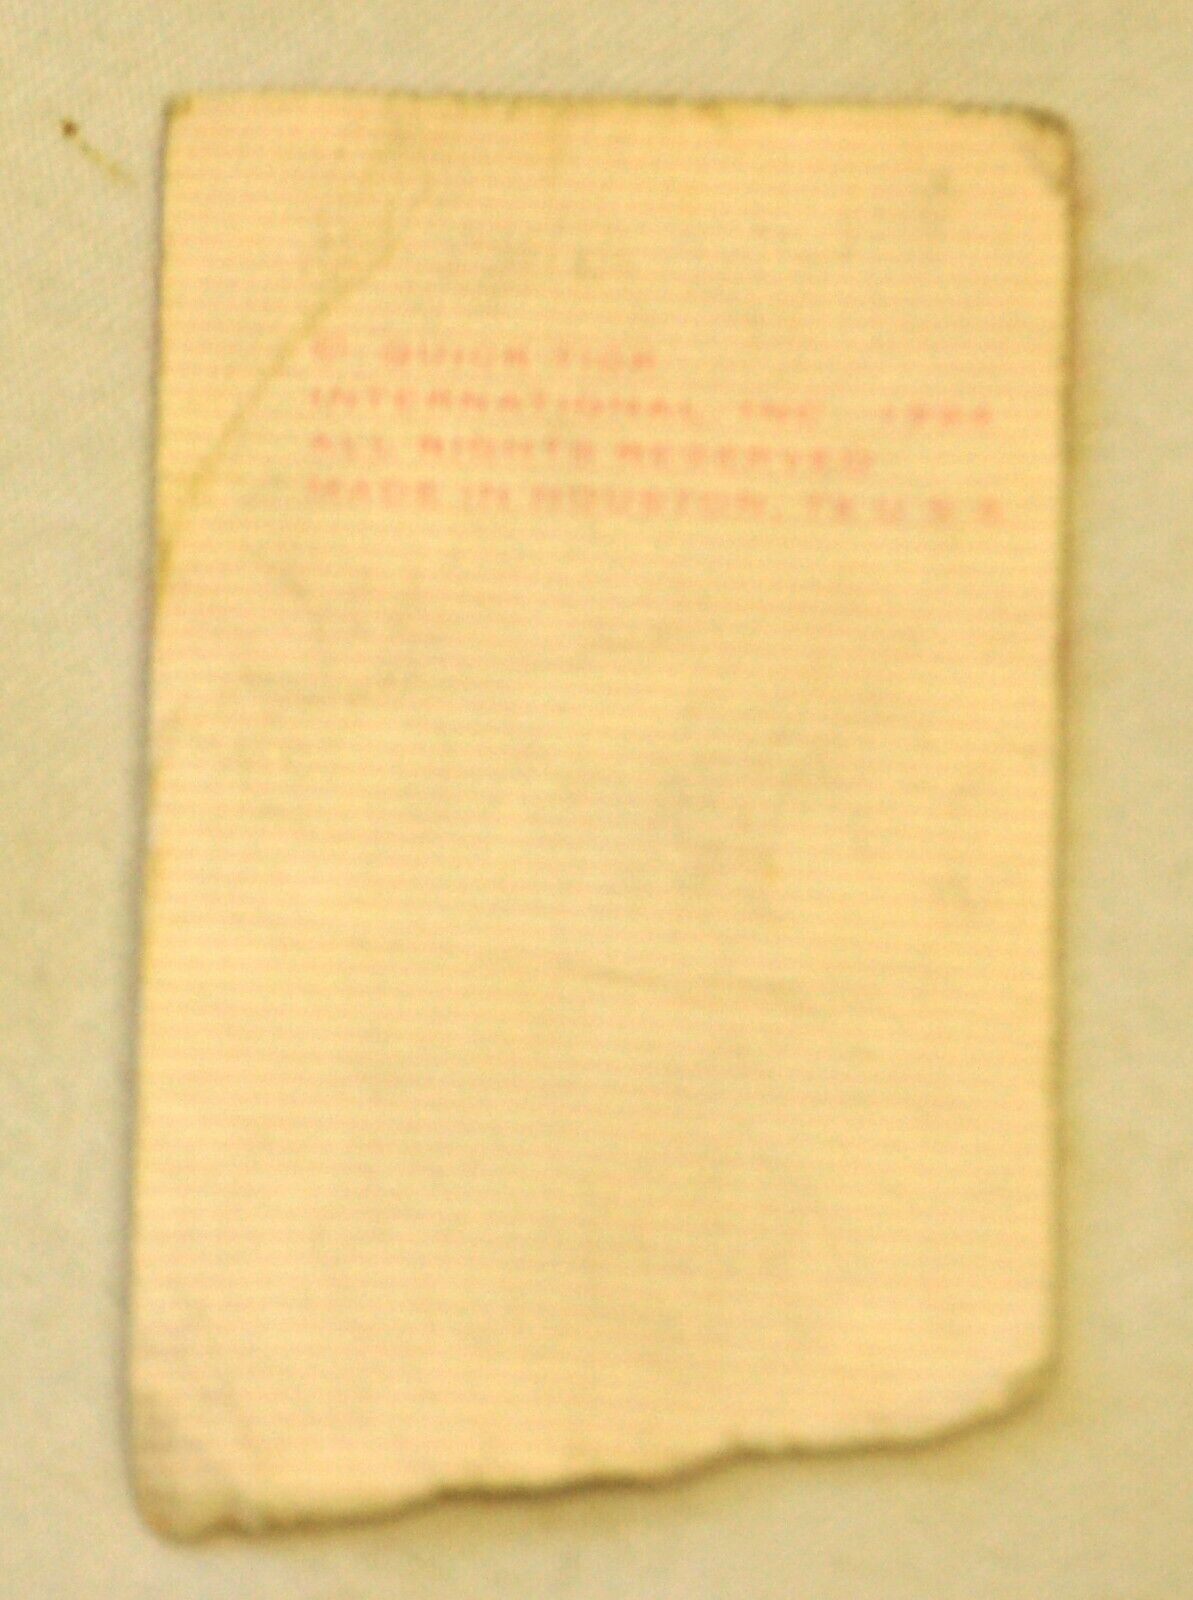 © QUICK TICK
INTERNATIONAL, INC.
ALL RIGHTS RESERVED
MADE IN HOUSTON, TX U S A